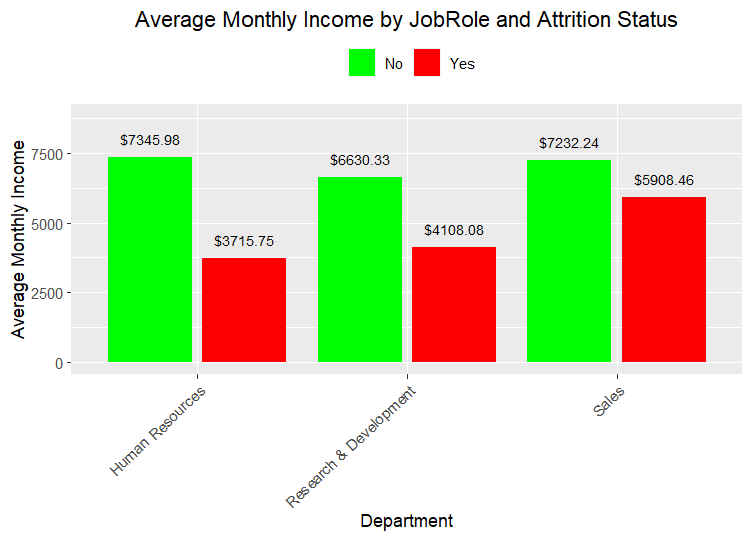 Average Monthly Income by JobRole and Attrition Status
No Yes
Average Monthly Income
7500
5000
2500
0
$7345.98
$3715.75
$6630.33
$4108.08
$7232.24
$5908.46
Human Resources
Research & Development
Sales
Department